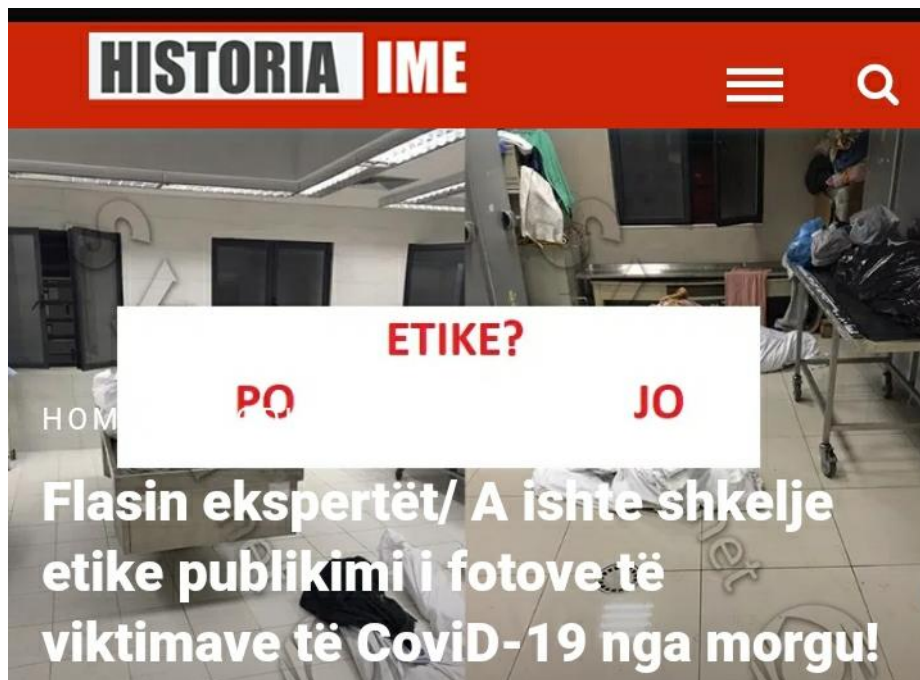 HISTORIA IME
ETIKE?
PO JO
HOM
Flasin ekspertët/ A ishte shkelje
etike publikimi i fotove të
viktimave të CoviD-19 nga morgu!